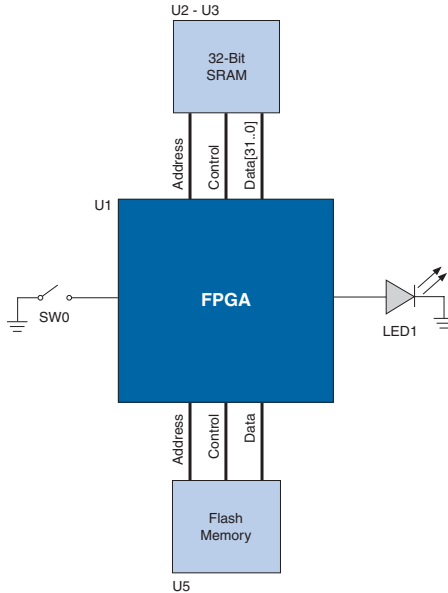 U2 - U3
32-Bit
SRAM
Address
Control
Data[31..0]
U1
FPGA
SW0
LED1
Address
Control
Data
Flash
Memory
U5